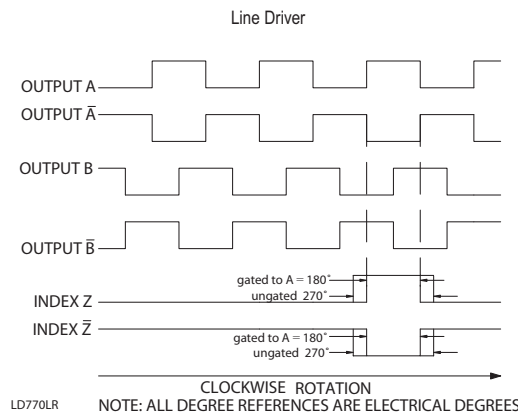 Line Driver
OUTPUT A
OUTPUT A̅
OUTPUT B
OUTPUT B̅
gated to A = 180°
ungated 270°
INDEX Z
INDEX Z̅
gated to A = 180°
ungated 270°
CLOCKWISE ROTATION
LD770LR NOTE: ALL DEGREE REFERENCES ARE ELECTRICAL DEGREES